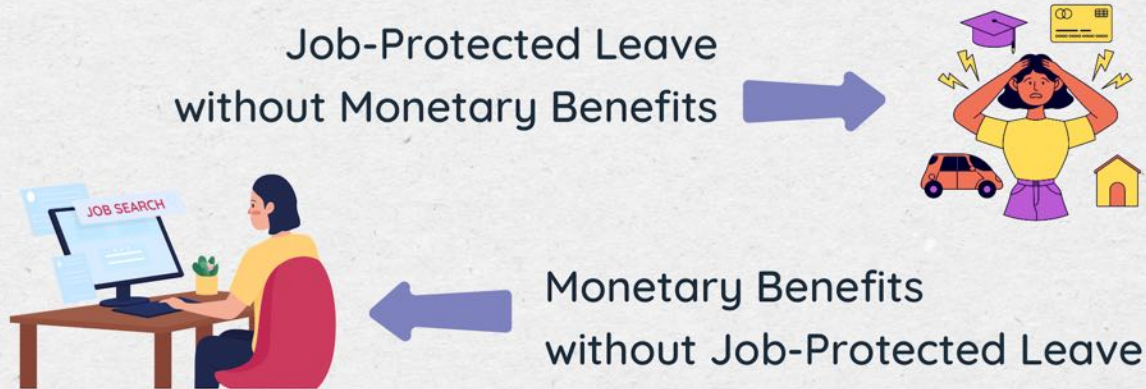 Job-Protected Leave
without Monetary Benefits
JOB SEARCH
Monetary Benefits
without Job-Protected Leave